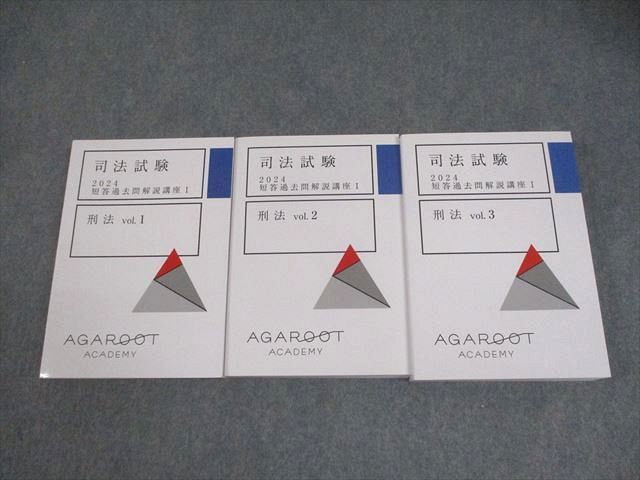 司法試験
2024
短答過去問解説講座 I
刑法 vol. 1
AGAROOT
ACADEMY
司法試験
2024
短答過去問解説講座 I
刑法 vol. 2
AGAROOT
ACADEMY
司法試験
2024
短答過去問解説講座 I
刑法 vol. 3
AGAROOT
ACADEMY